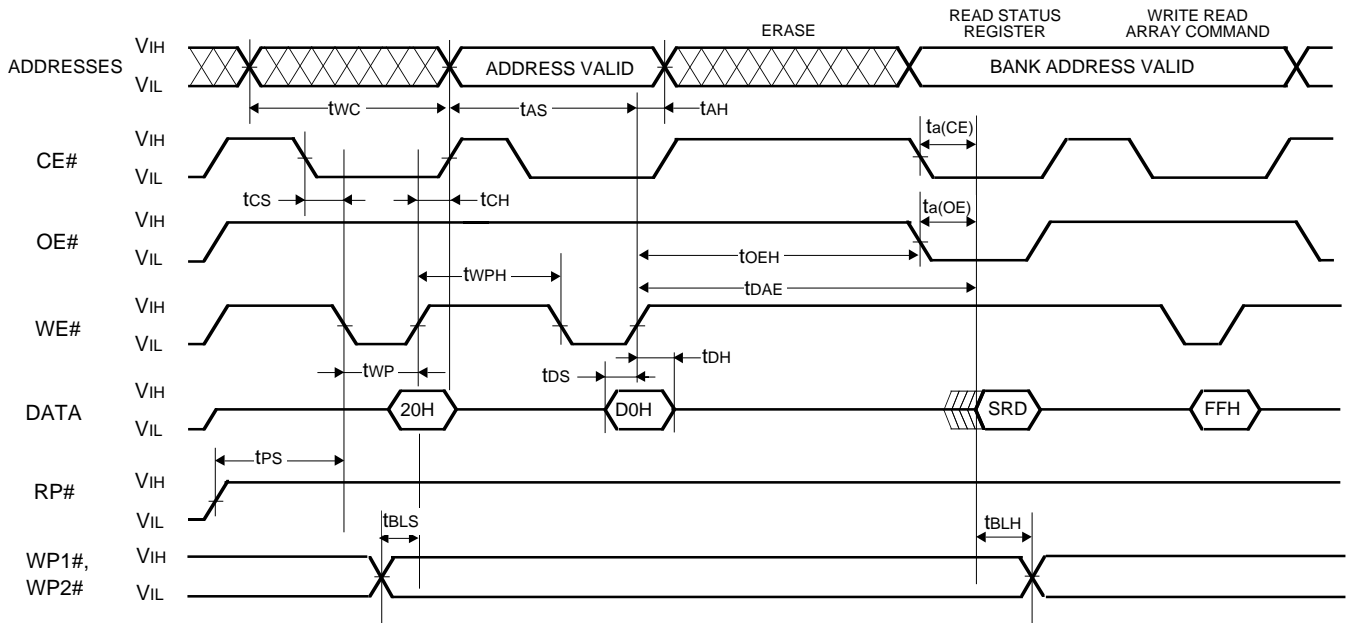 ERASE
READ STATUS
REGISTER
WRITE READ
ARRAY COMMAND
ADDRESSES
VIH
VIL
ADDRESS VALID
BANK ADDRESS VALID
tWC
tAS
tAH
CE#
VIH
VIL
ta(CE)
tCS
tCH
OE#
VIH
VIL
ta(OE)
tOEH
tWPH
tDAE
WE#
VIH
VIL
tWP
tDS
tDH
DATA
VIH
VIL
20H
D0H
SRD
FFH
tPS
RP#
VIH
VIL
tBLS
tBLH
WP1#,
WP2#
VIH
VIL